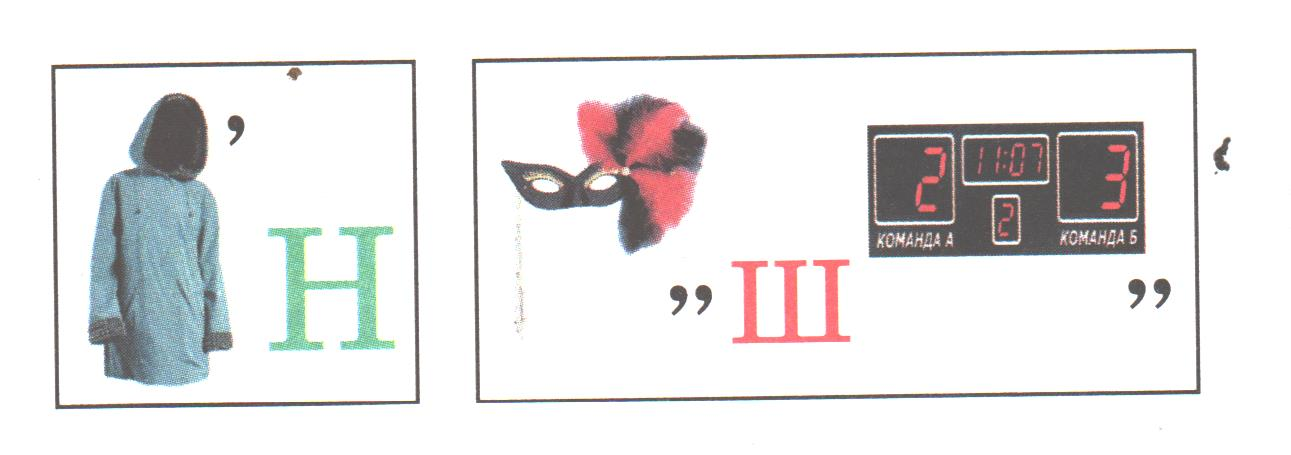 ,
Н
,, Ш
2 11:07 3
2
КОМАНДА А КОМАНДА Б
,,